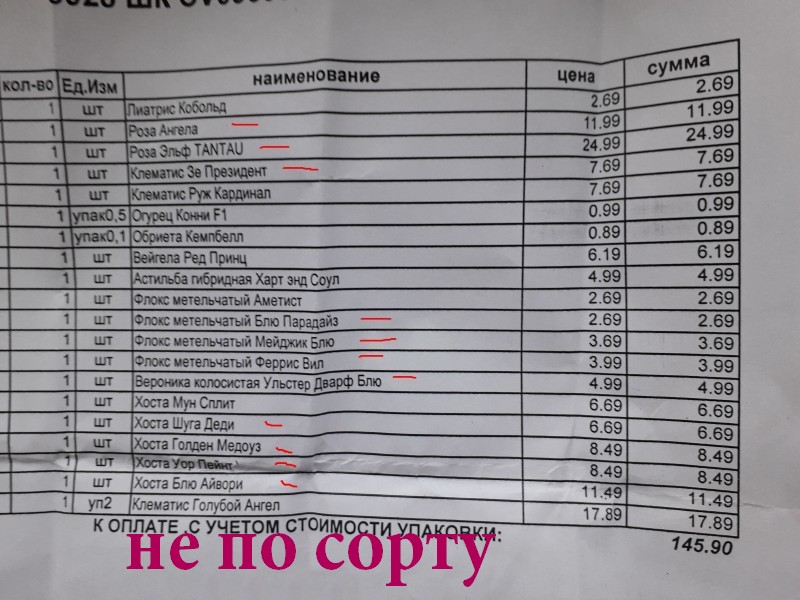 кол-во Ед.Изм наименование цена сумма
1 шт Лиатрис Кобольд 2.69 2.69
1 шт Роза Ангела 11.99 11.99
1 шт Роза Эльф TANTAU 24.99 24.99
1 шт Клематис Зе Президент 7.69 7.69
1 шт Клематис Руж Кардинал 7.69 7.69
1 упак0,5 Огурец Конни F1 0.99 0.99
1 упак0,1 Обриета Кемпбелл 0.89 0.89
1 шт Вейгела Ред Принц 6.19 6.19
1 шт Астильба гибридная Харт энд Соул 4.99 4.99
1 шт Флокс метельчатый Аметист 2.69 2.69
1 шт Флокс метельчатый Блю Парадайз 2.69 2.69
1 шт Флокс метельчатый Мейджик Блю 3.69 3.69
1 шт Флокс метельчатый Феррис Вил 3.99 3.99
1 шт Вероника колосистая Ульстер Дварф Блю 4.99 4.99
1 шт Хоста Мун Сплит 6.69 6.69
1 шт Хоста Шуга Деди 6.69 6.69
1 шт Хоста Голден Медоуз 8.49 8.49
1 шт Хоста Уор Пейнт 8.49 8.49
1 шт Хоста Блю Айвори 11.49 11.49
1 уп2 Клематис Голубой Ангел 17.89 17.89
К ОПЛАТЕ .С УЧЕТОМ СТОИМОСТИ УПАКОВКИ: 145.90
не по сорту